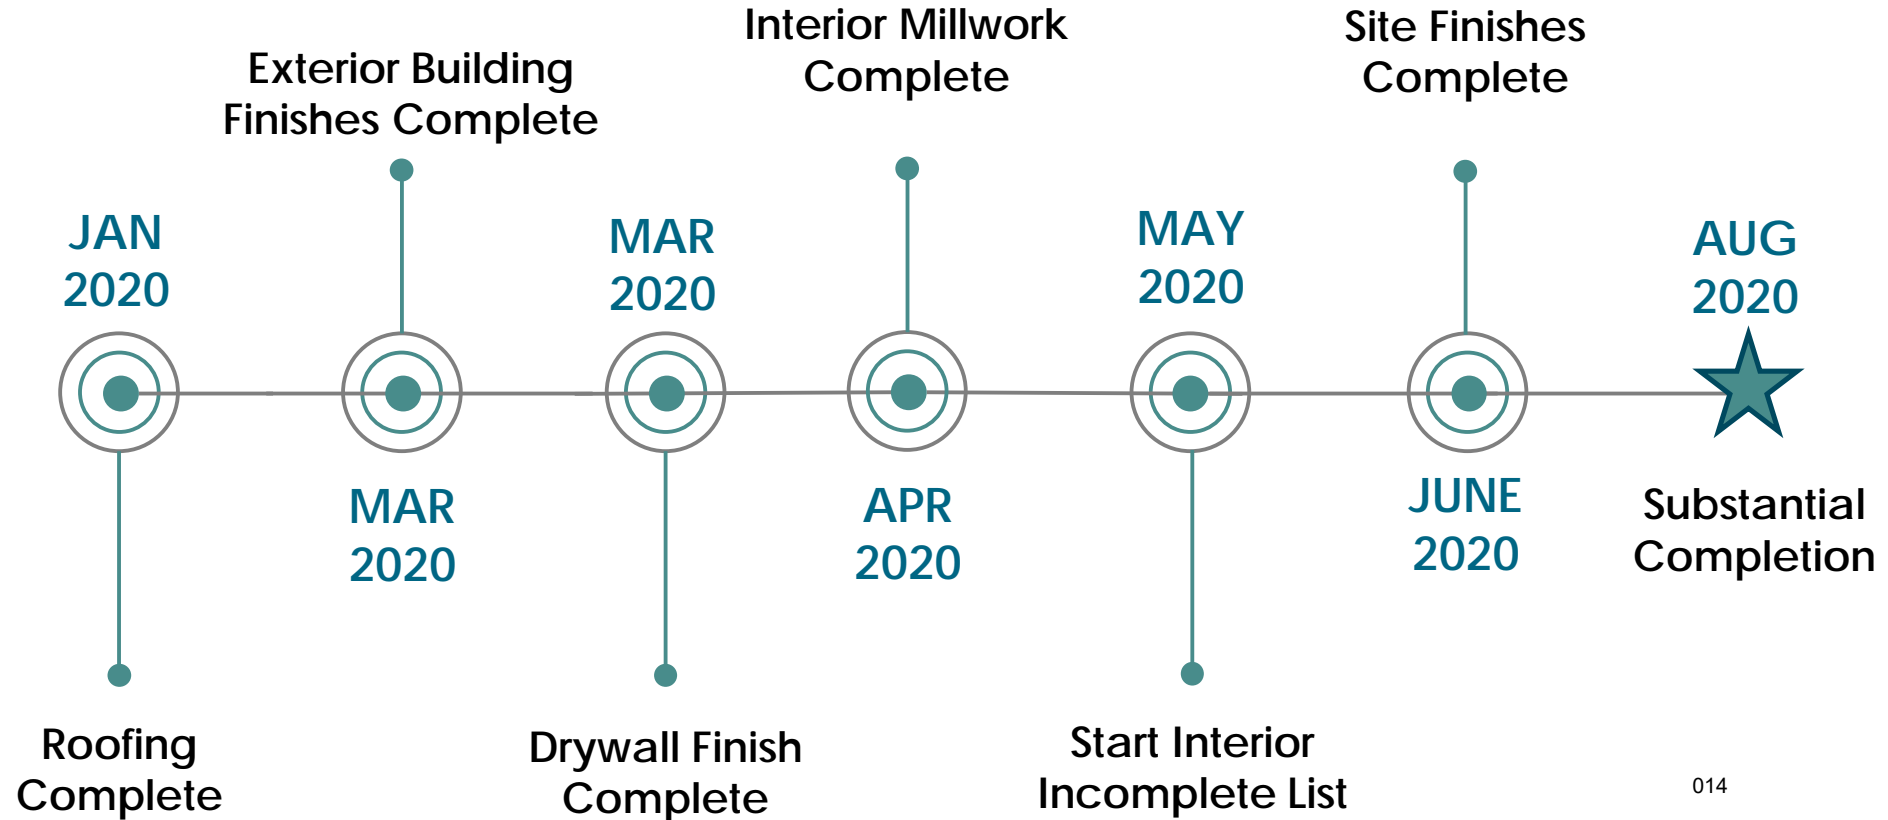 JAN
2020
Roofing
Complete
Exterior Building
Finishes Complete
MAR
2020
MAR
2020
Drywall Finish
Complete
Interior Millwork
Complete
APR
2020
MAY
2020
Start Interior
Incomplete List
Site Finishes
Complete
JUNE
2020
AUG
2020
Substantial
Completion
014